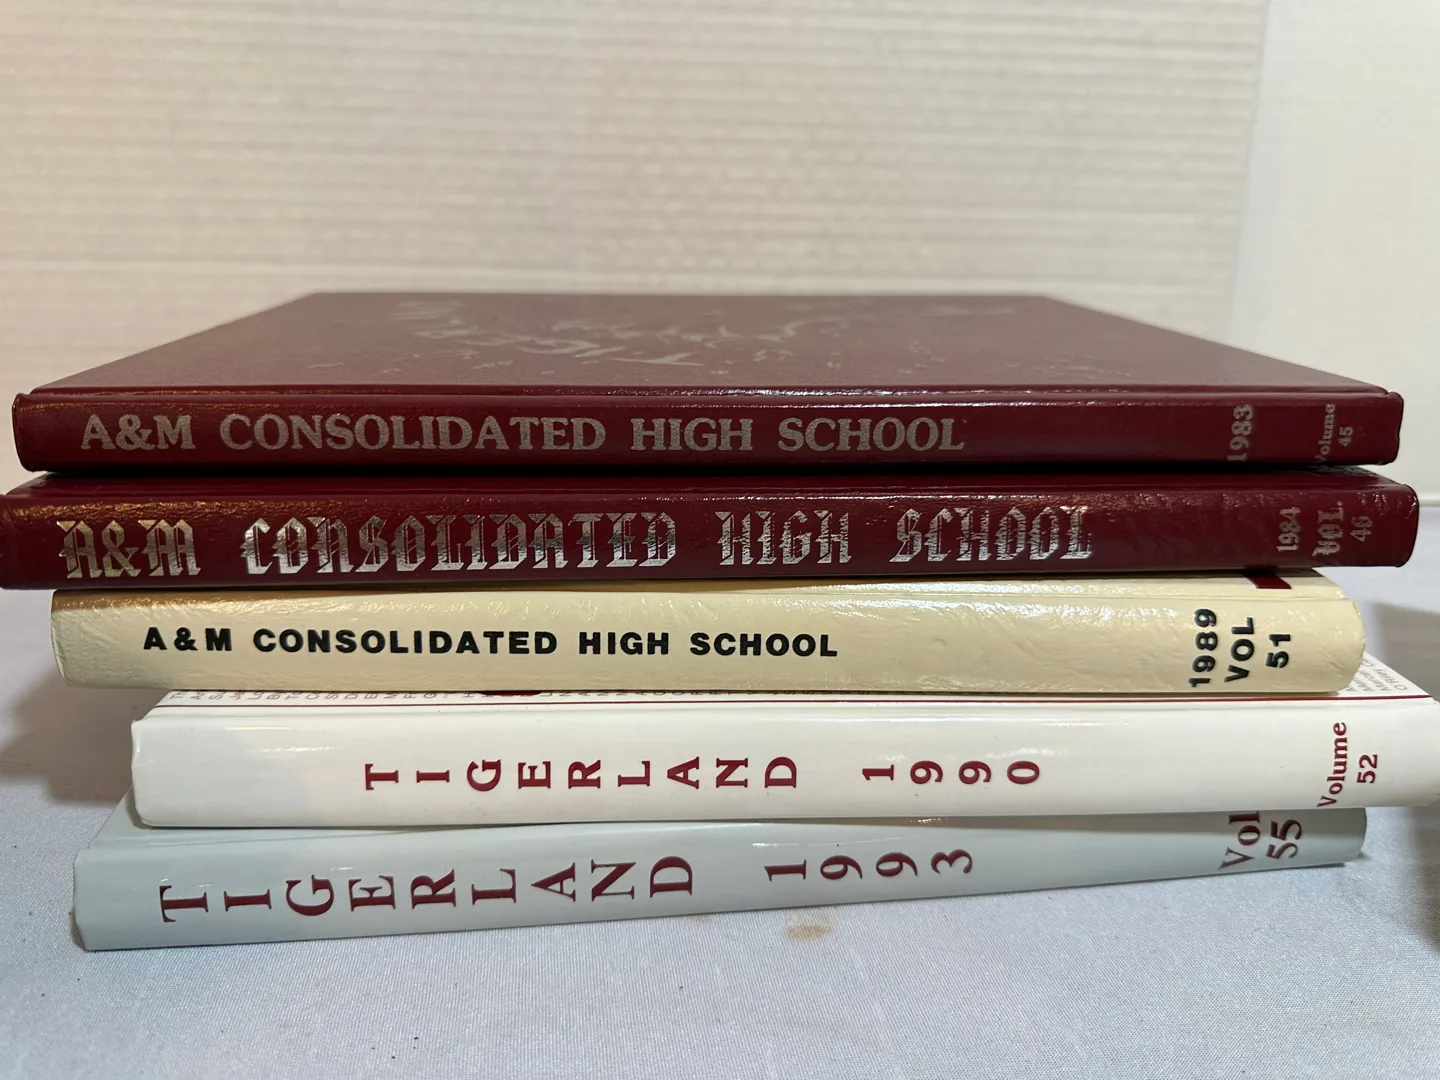 TIGERLAND
A&M CONSOLIDATED HIGH SCHOOL 1983 Volume 45
A&M CONSOLIDATED HIGH SCHOOL 1984 VOL. 46
A & M CONSOLIDATED HIGH SCHOOL 1989 VOL 51
TIGERLAND 1990 Volume 52
TIGERLAND 1993 Vol 55